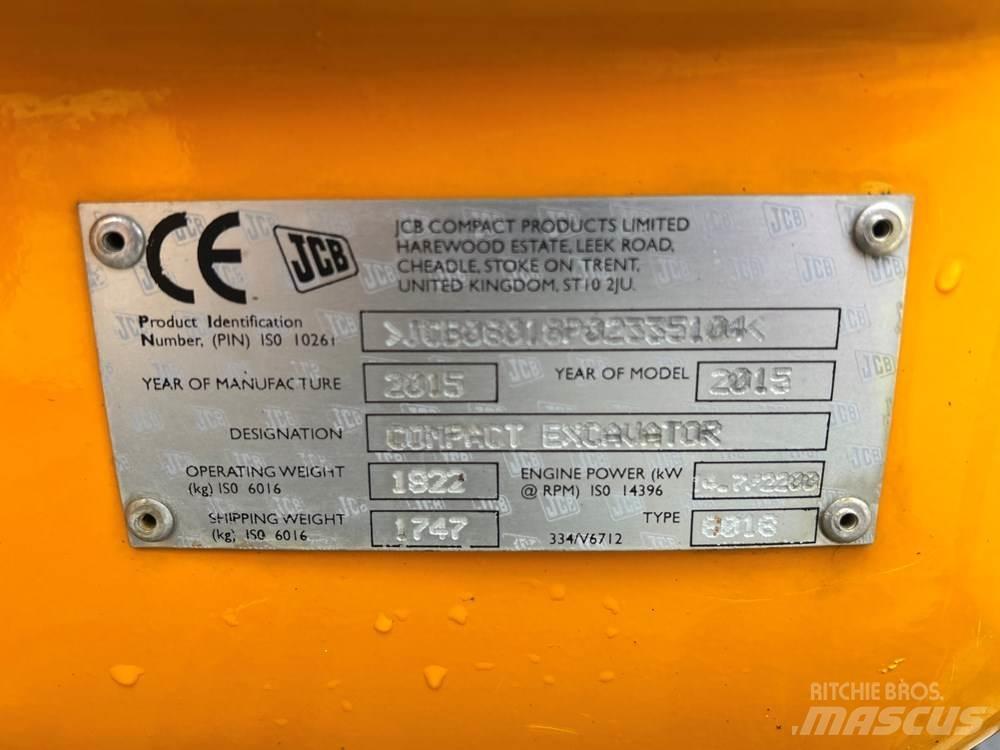 CE
JCB
JCB COMPACT PRODUCTS LIMITED
HAREWOOD ESTATE, LEEK ROAD,
CHEADLE, STOKE ON TRENT,
UNITED KINGDOM, ST10 2JU.
Product Identification
Number, (PIN) ISO 10261
>JCB08018P02335104<
YEAR OF MANUFACTURE 2015 YEAR OF MODEL 2015
DESIGNATION COMPACT EXCAVATOR
OPERATING WEIGHT
(kg) ISO 6016
1822
ENGINE POWER (kW
@ RPM) ISO 14396
SHIPPING WEIGHT
(kg) ISO 6016
1747
334/V6712
TYPE
8018
RITCHIE BROS.
MASCUS